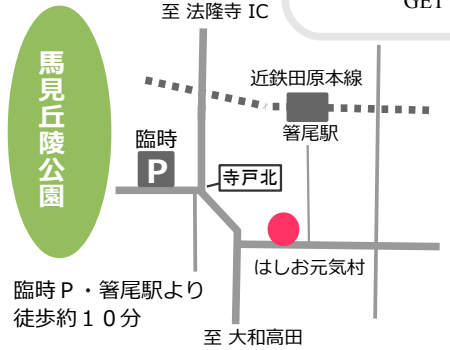 至 法隆寺 IC
GET
馬見丘陵公園
近鉄田原本線
箸尾駅
臨時
P
寺戸北
はしお元気村
臨時P・箸尾駅より
徒歩約10分
至 大和高田